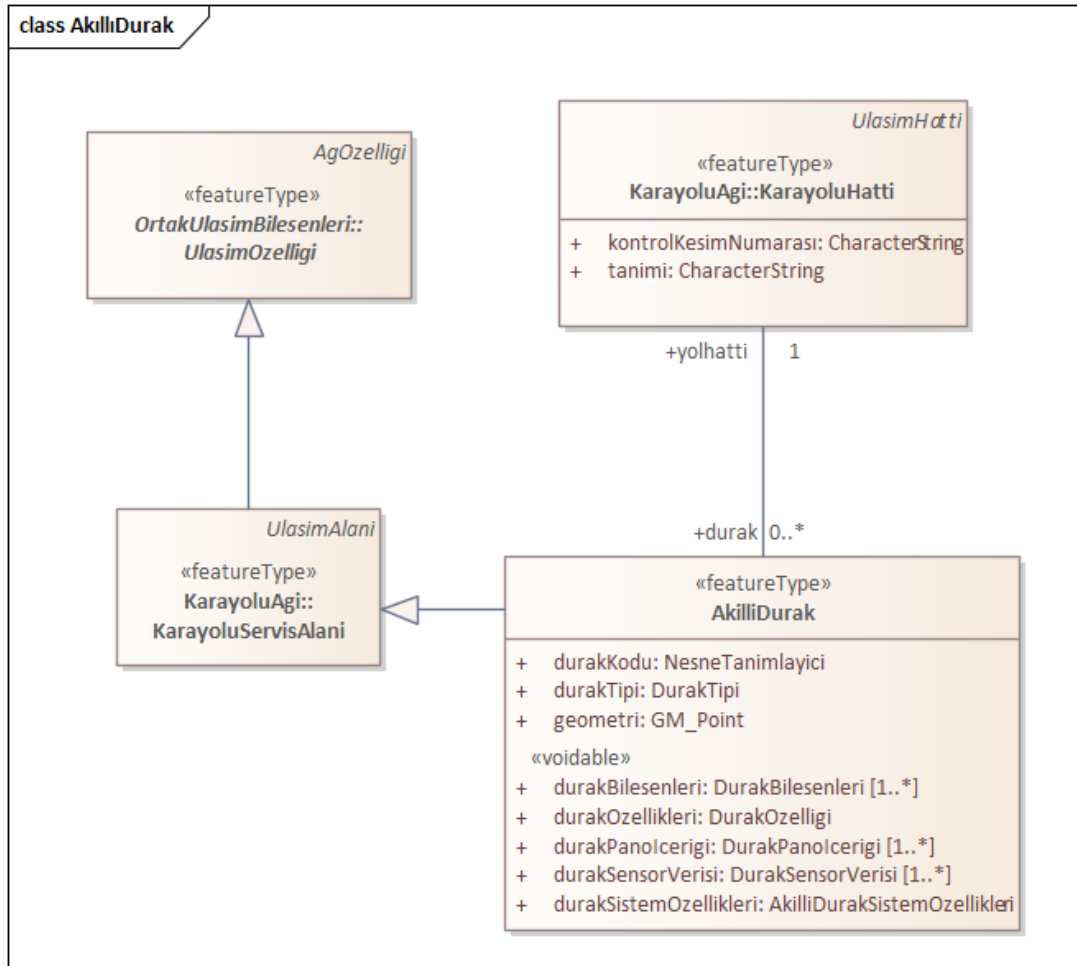 class AkıllıDurak
AgOzelligi
«featureType»
OrtakUlasimBilesenleri::
UlasimOzelligi
UlasimHatti
«featureType»
KarayoluAgi::KarayoluHatti
+ kontrolKesimNumarası: CharacterString
+ tanimi: CharacterString
+yolhatti 1
+durak 0..*
UlasimAlani
«featureType»
KarayoluAgi::
KarayoluServisAlani
«featureType»
AkilliDurak
+ durakKodu: NesneTanimlayici
+ durakTipi: DurakTipi
+ geometri: GM_Point
«voidable»
+ durakBilesenleri: DurakBilesenleri [1..*]
+ durakOzellikleri: DurakOzelligi
+ durakPanoIcerigi: DurakPanoIcerigi [1..*]
+ durakSensorVerisi: DurakSensorVerisi [1..*]
+ durakSistemOzellikleri: AkilliDurakSistemOzellikleri